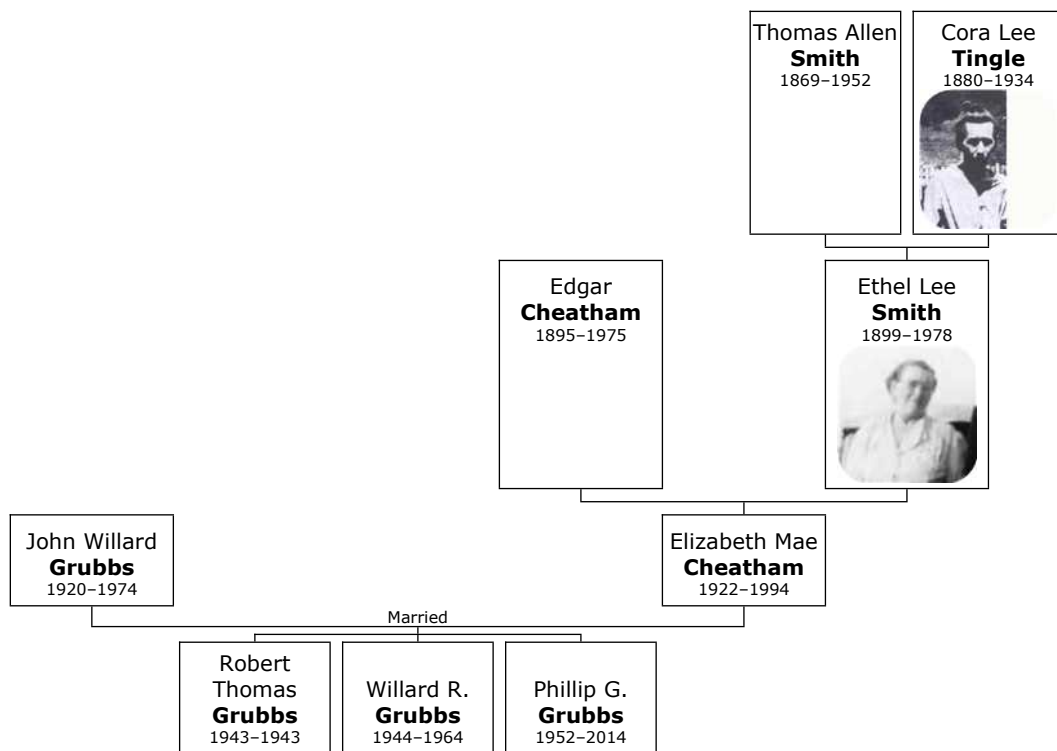 Thomas Allen
Smith
1869–1952
Cora Lee
Tingle
1880–1934
Edgar
Cheatham
1895–1975
Ethel Lee
Smith
1899–1978
John Willard
Grubbs
1920–1974
Elizabeth Mae
Cheatham
1922–1994
Married
Robert
Thomas
Grubbs
1943–1943
Willard R.
Grubbs
1944–1964
Phillip G.
Grubbs
1952–2014